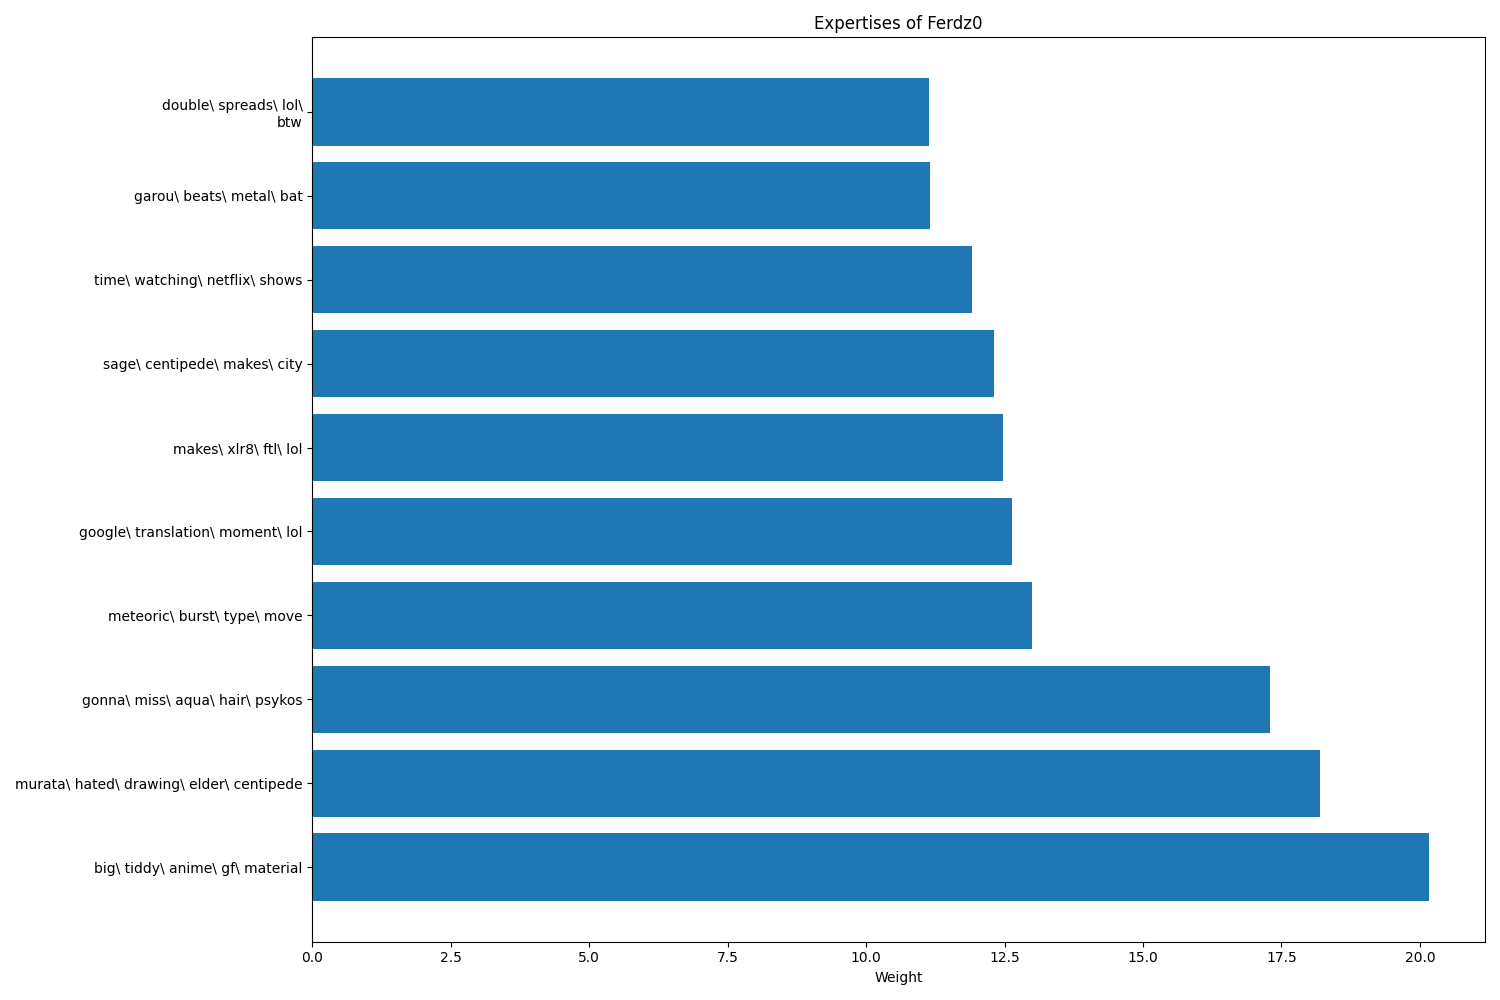 Expertises of Ferdz0
double\ spreads\ lol\
btw
garou\ beats\ metal\ bat
time\ watching\ netflix\ shows
sage\ centipede\ makes\ city
makes\ xlr8\ ftl\ lol
google\ translation\ moment\ lol
meteoric\ burst\ type\ move
gonna\ miss\ aqua\ hair\ psykos
murata\ hated\ drawing\ elder\ centipede
big\ tiddy\ anime\ gf\ material
0.0 2.5 5.0 7.5 10.0 12.5 15.0 17.5 20.0
Weight